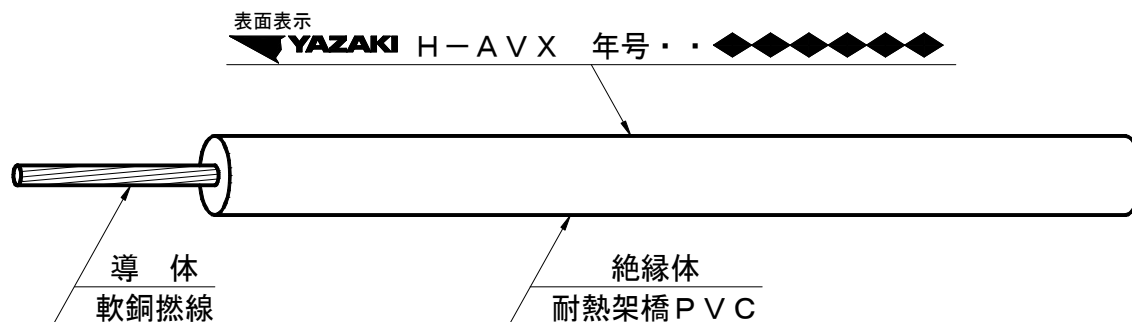 表面表示
YAZAKI H-AVX 年号・・◆◆◆◆◆◆
導 体
軟銅撚線
絶縁体
耐熱架橋PVC